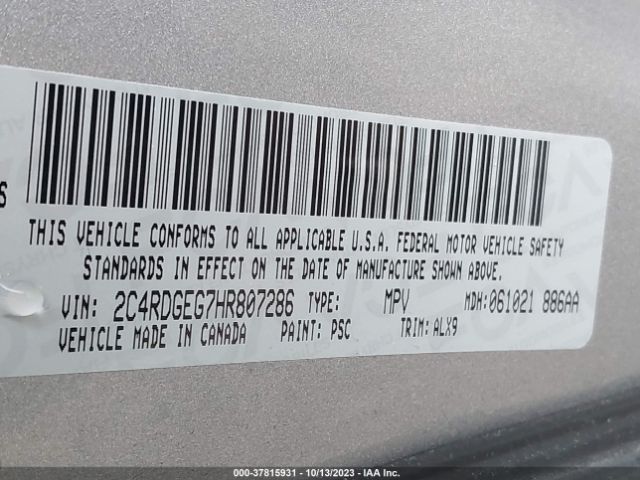 S
THIS VEHICLE CONFORMS TO ALL APPLICABLE U.S.A. FEDERAL MOTOR VEHICLE SAFETY
STANDARDS IN EFFECT ON THE DATE OF MANUFACTURE SHOWN ABOVE.
VIN: 2C4RDGEG7HR807286 TYPE: MPV MDH:061021 886AA
VEHICLE MADE IN CANADA PAINT: PSC TRIM: ALX9
000-37815931 - 10/13/2023 - IAA Inc.